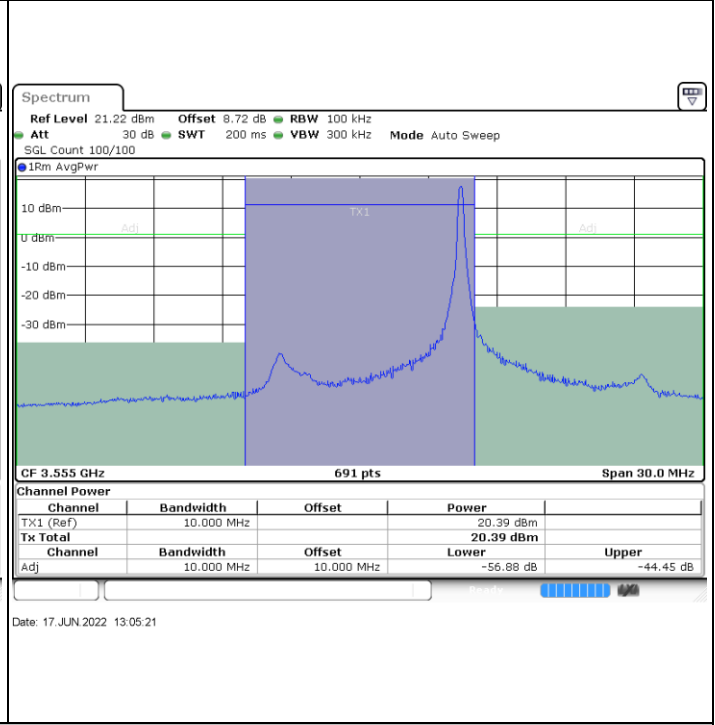 Spectrum
Ref Level 21.22 dBm Offset 8.72 dB RBW 100 kHz
Att 30 dB SWT 200 ms VBW 300 kHz Mode Auto Sweep
SGL Count 100/100
1Rm AvgPwr
10 dBm
TX1
Adj Adj
0 dBm
-10 dBm
-20 dBm
-30 dBm
CF 3.555 GHz 691 pts Span 30.0 MHz
Channel Power
Channel Bandwidth Offset Power
TX1 (Ref) 10.000 MHz 20.39 dBm
Tx Total 20.39 dBm
Channel Bandwidth Offset Lower Upper
Adj 10.000 MHz 10.000 MHz -56.88 dB -44.45 dB
Ready
Date: 17.JUN.2022 13:05:21